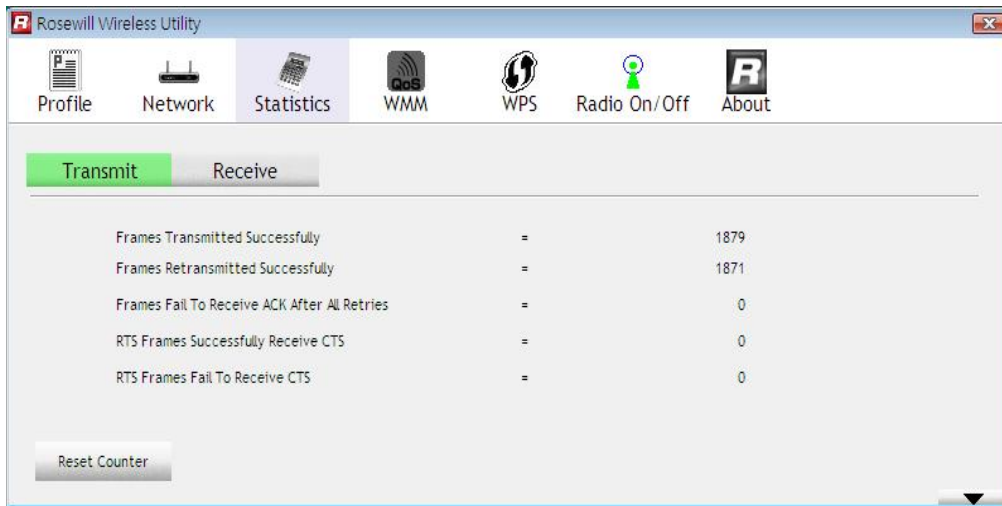 R Rosewill Wireless Utility
P
QoS
R
Profile Network Statistics WMM WPS Radio On/Off About
Transmit Receive
Frames Transmitted Successfully = 1879
Frames Retransmitted Successfully = 1871
Frames Fail To Receive ACK After All Retries = 0
RTS Frames Successfully Receive CTS = 0
RTS Frames Fail To Receive CTS = 0
Reset Counter